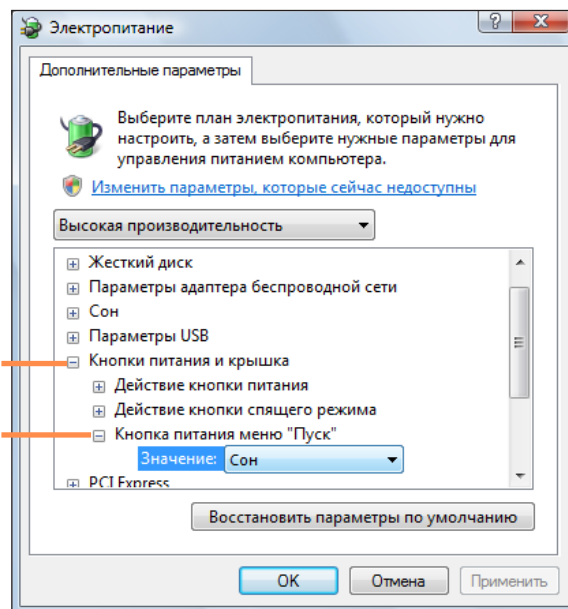 Электропитание
Дополнительные параметры
Выберите план электропитания, который нужно
настроить, а затем выберите нужные параметры для
управления питанием компьютера.
Изменить параметры, которые сейчас недоступны
Высокая производительность
Жесткий диск
Параметры адаптера беспроводной сети
Сон
Параметры USB
Кнопки питания и крышка
Действие кнопки питания
Действие кнопки спящего режима
Кнопка питания меню "Пуск"
Значение: Сон
PCI Express
Восстановить параметры по умолчанию
OK Отмена Применить